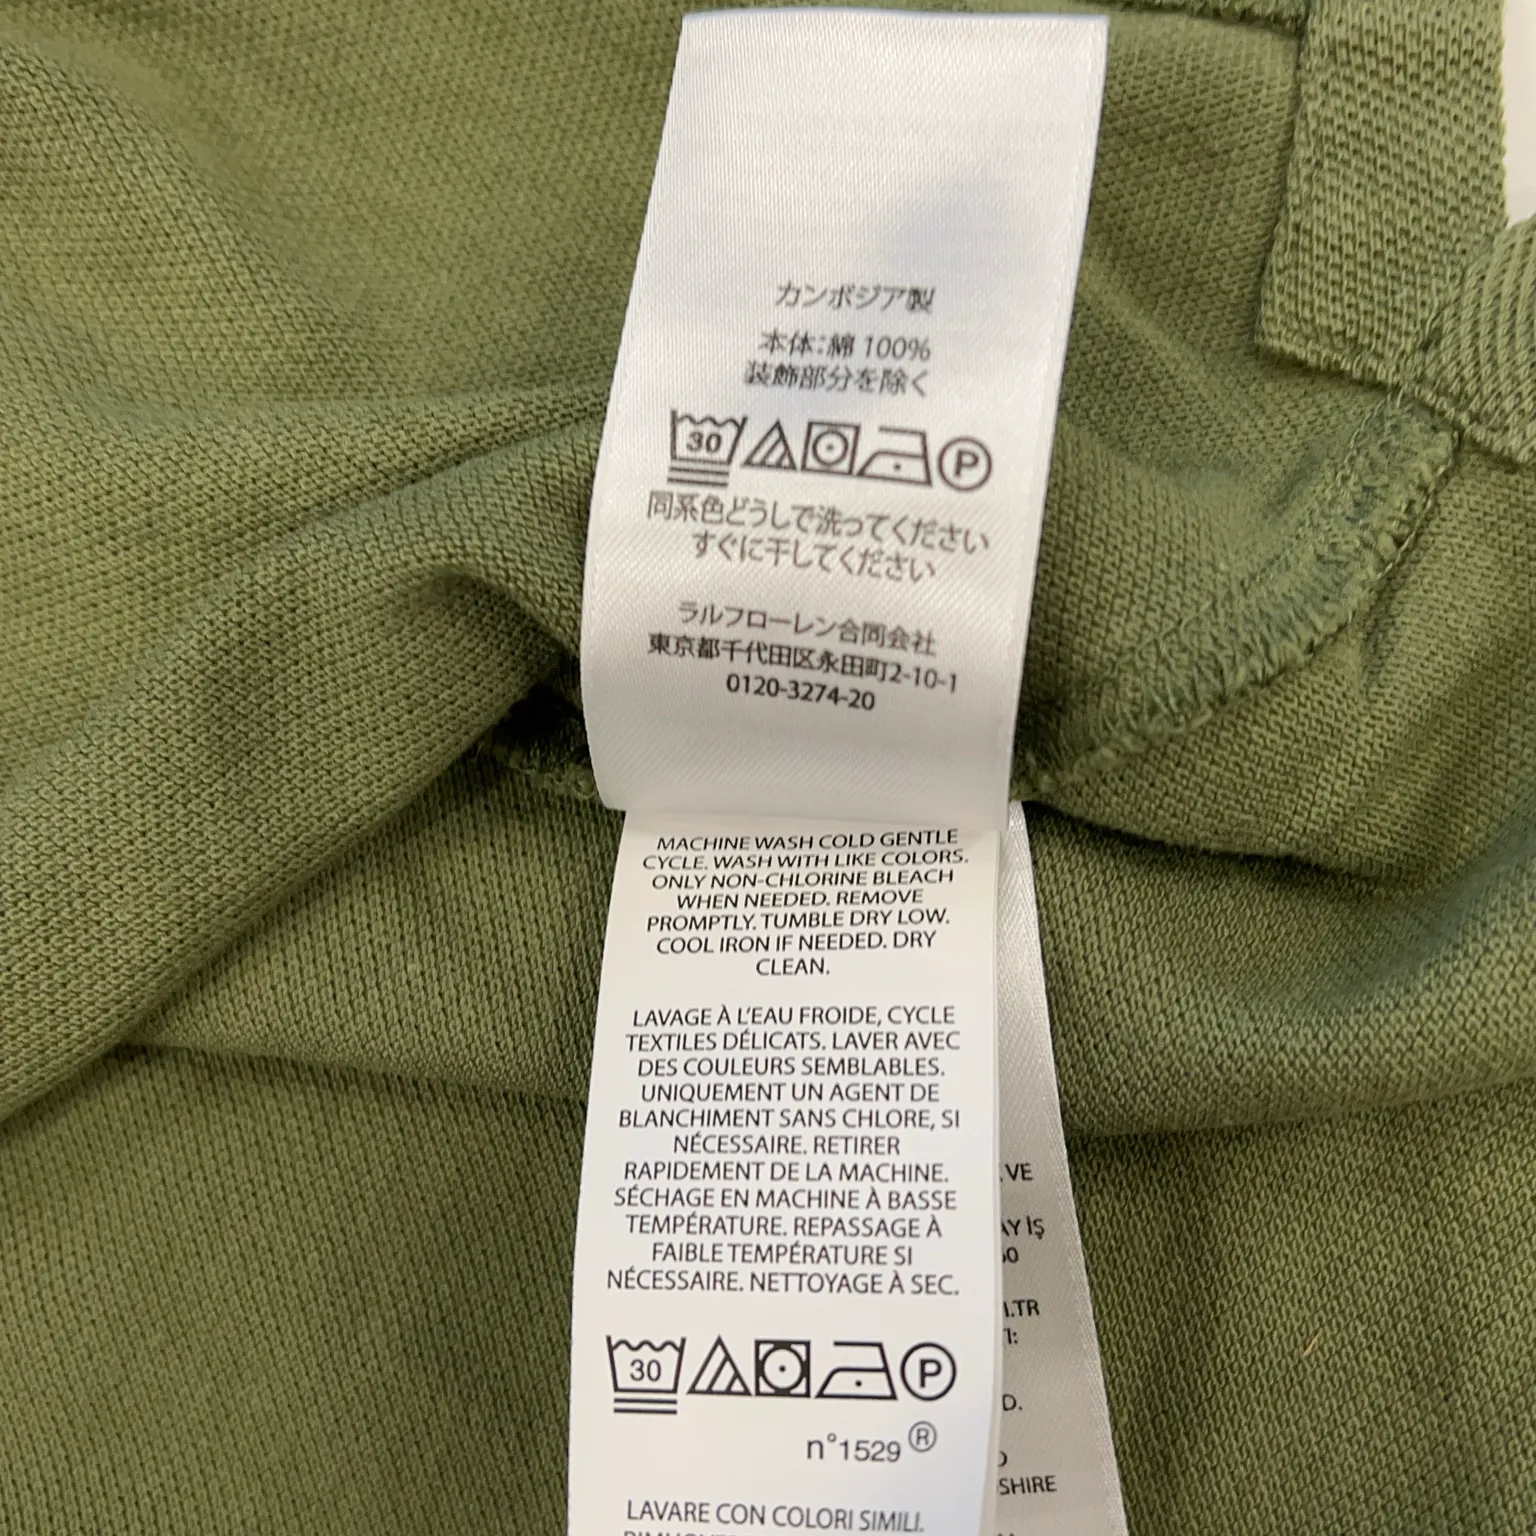 カンボジア製
本体:綿 100%
装飾部分を除く
30 P
同系色どうしで洗ってください
すぐに干してください
ラルフローレン合同会社
東京都千代田区永田町2-10-1
0120-3274-20
MACHINE WASH COLD GENTLE
CYCLE. WASH WITH LIKE COLORS.
ONLY NON-CHLORINE BLEACH
WHEN NEEDED. REMOVE
PROMPTLY. TUMBLE DRY LOW.
COOL IRON IF NEEDED. DRY
CLEAN.
LAVAGE À L'EAU FROIDE, CYCLE
TEXTILES DÉLICATS. LAVER AVEC
DES COULEURS SEMBLABLES.
UNIQUEMENT UN AGENT DE
BLANCHIMENT SANS CHLORE, SI
NÉCESSAIRE. RETIRER
RAPIDEMENT DE LA MACHINE.
SÉCHAGE EN MACHINE À BASSE
TEMPÉRATURE. REPASSAGE À
FAIBLE TEMPÉRATURE SI
NÉCESSAIRE. NETTOYAGE À SEC.
30 P
n°1529 ®
LAVARE CON COLORI SIMILI.
VE
AY İŞ
.TR
D.
SHIRE